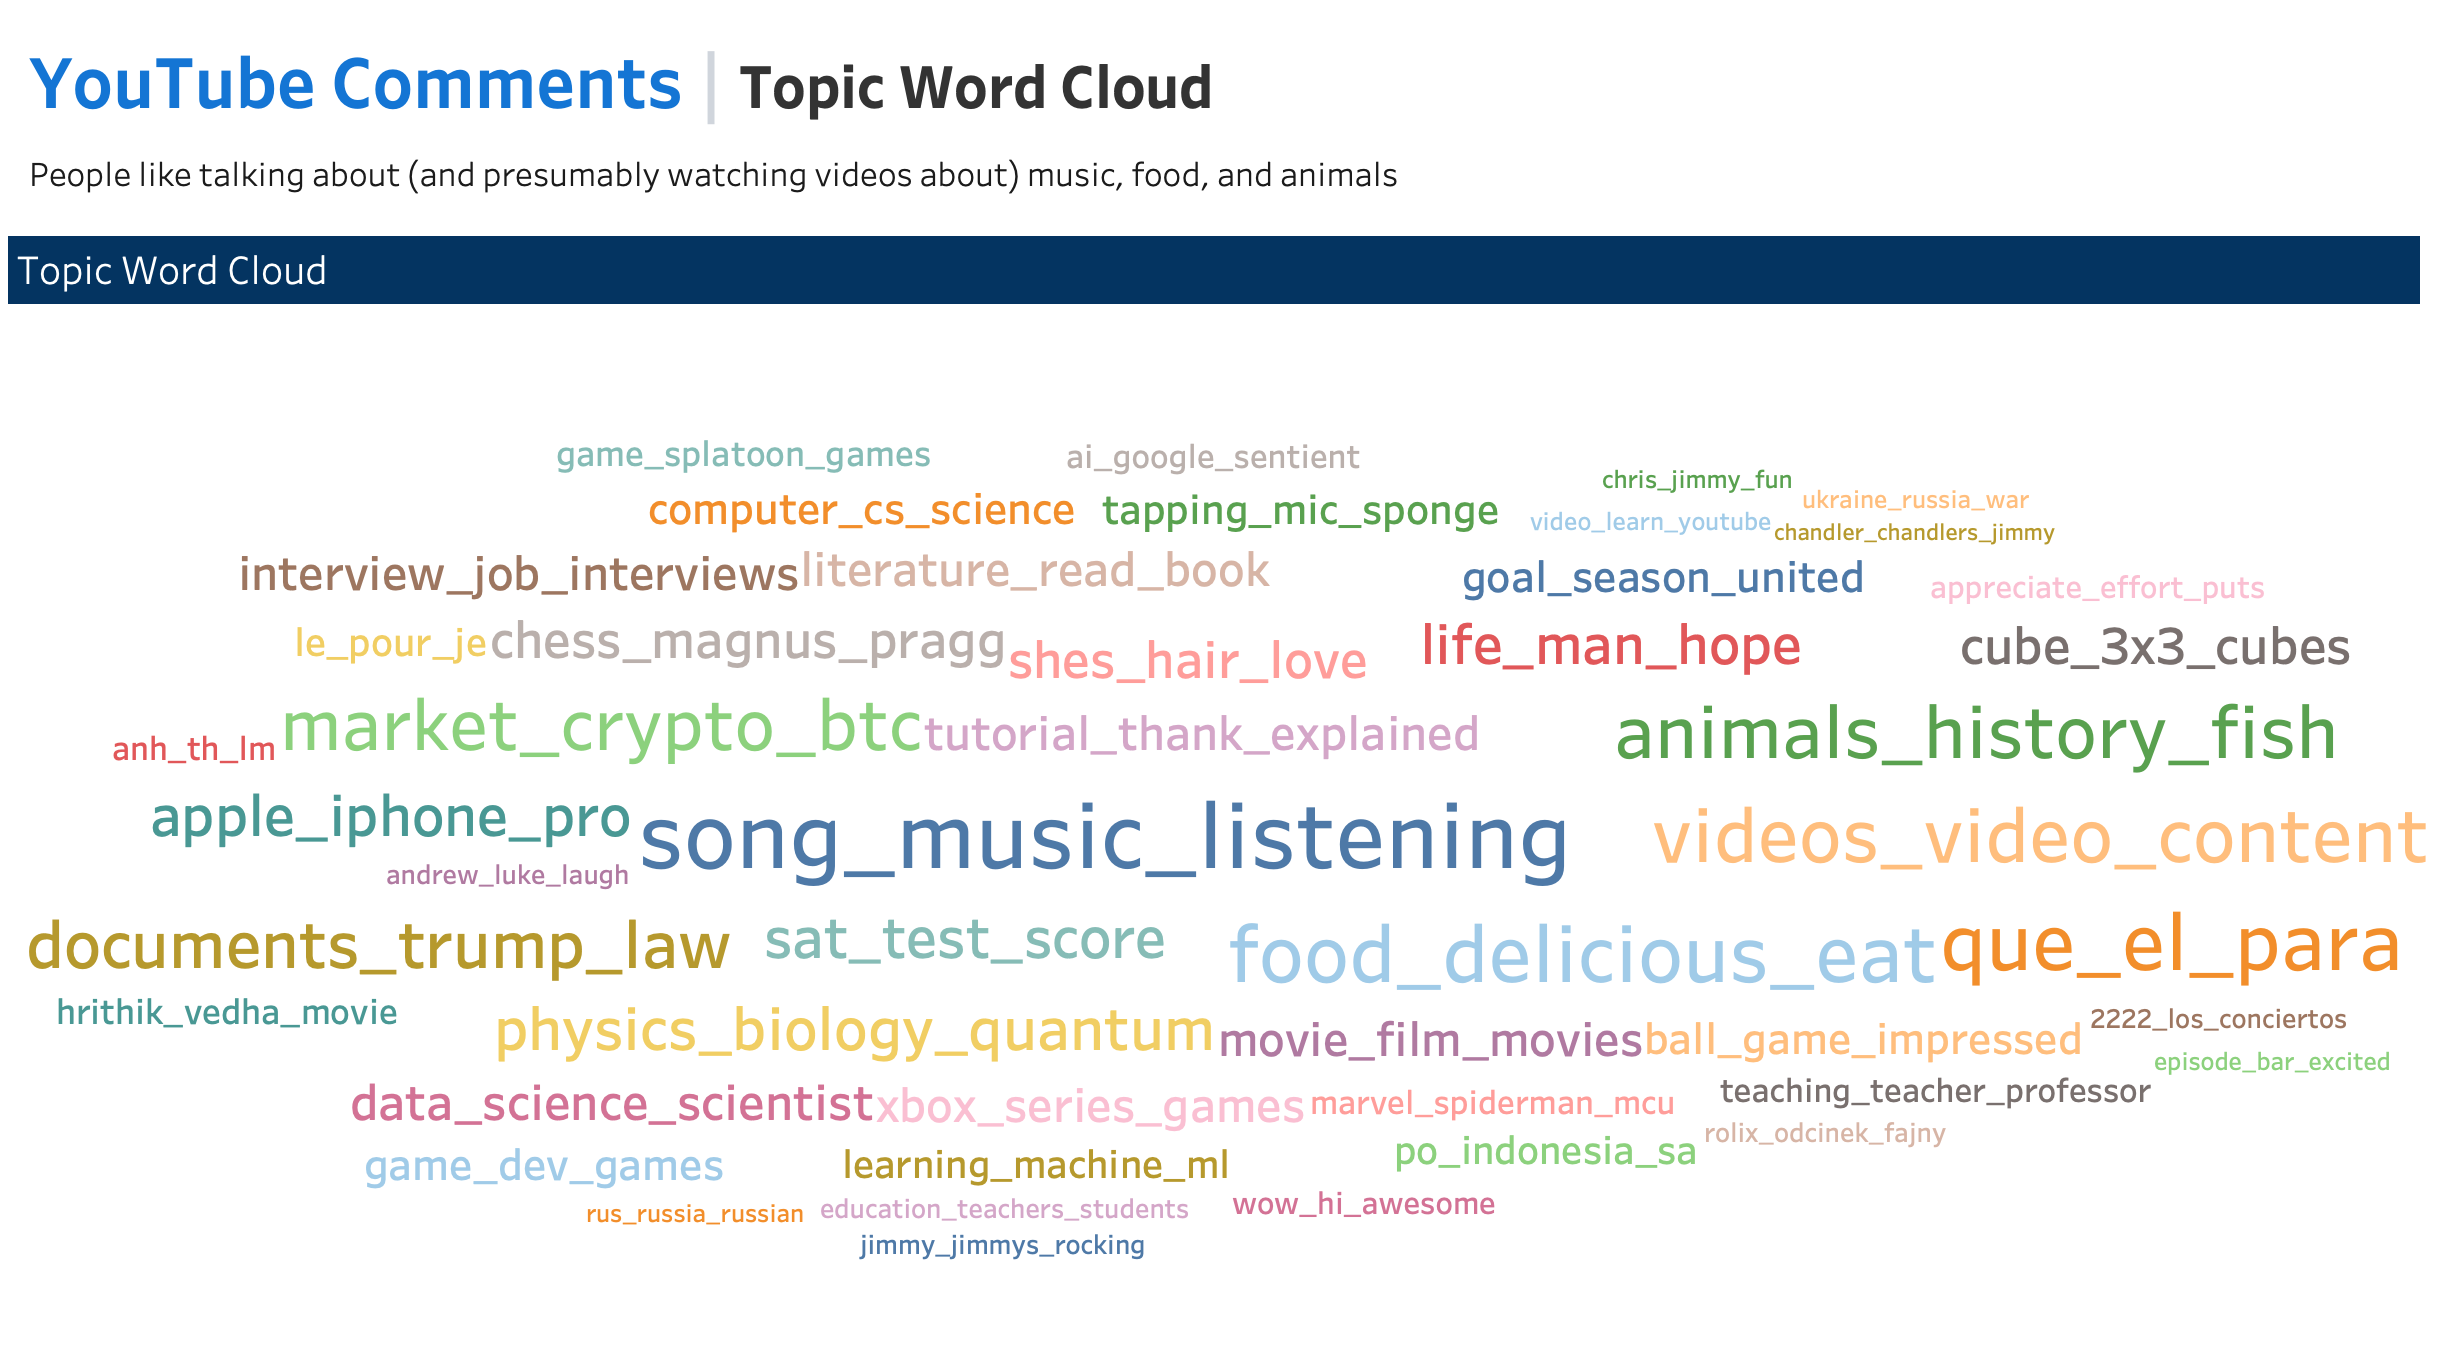 YouTube Comments | Topic Word Cloud
People like talking about (and presumably watching videos about) music, food, and animals
Topic Word Cloud
game_splatoon_games
ai_google_sentient
chris_jimmy_fun
ukraine_russia_war
computer_cs_science
tapping_mic_sponge
video_learn_youtube
chandler_chandlers_jimmy
interview_job_interviews
literature_read_book
goal_season_united
appreciate_effort_puts
le_pour_je
chess_magnus_pragg
shes_hair_love
life_man_hope
cube_3x3_cubes
anh_th_lm
market_crypto_btc
tutorial_thank_explained
animals_history_fish
apple_iphone_pro
song_music_listening
videos_video_content
andrew_luke_laugh
documents_trump_law
sat_test_score
food_delicious_eat
que_el_para
hrithik_vedha_movie
physics_biology_quantum
movie_film_movies
ball_game_impressed
2222_los_conciertos
episode_bar_excited
data_science_scientist
xbox_series_games
marvel_spiderman_mcu
teaching_teacher_professor
rolix_odcinek_fajny
game_dev_games
learning_machine_ml
po_indonesia_sa
rus_russia_russian
education_teachers_students
wow_hi_awesome
jimmy_jimmys_rocking